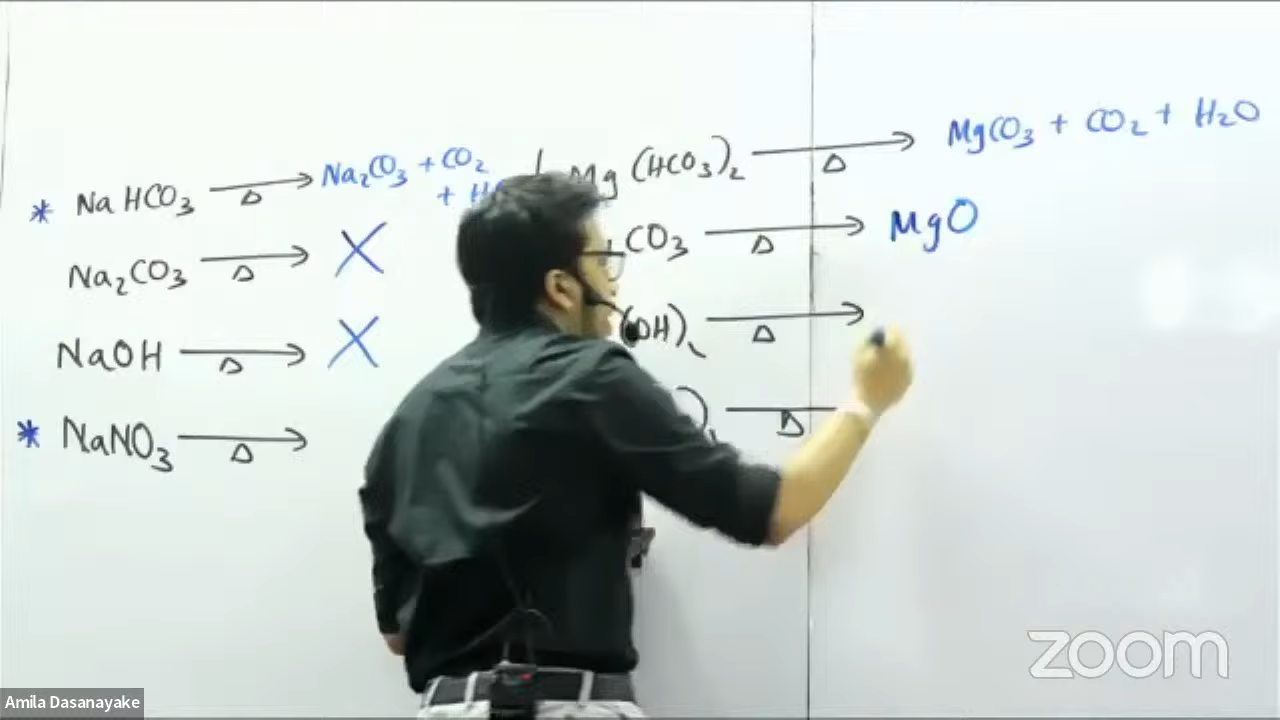 * NaHCO₃ —Δ→ Na₂CO₃ + CO₂
+ H
Na₂CO₃ —Δ→ X
NaOH —Δ→ X
* NaNO₃ —Δ→
Mg(HCO₃)₂ —Δ→ MgCO₃ + CO₂ + H₂O
CO₃ —Δ→ MgO
(OH)₂ —Δ→
)₂ —Δ
zoom
Amila Dasanayake